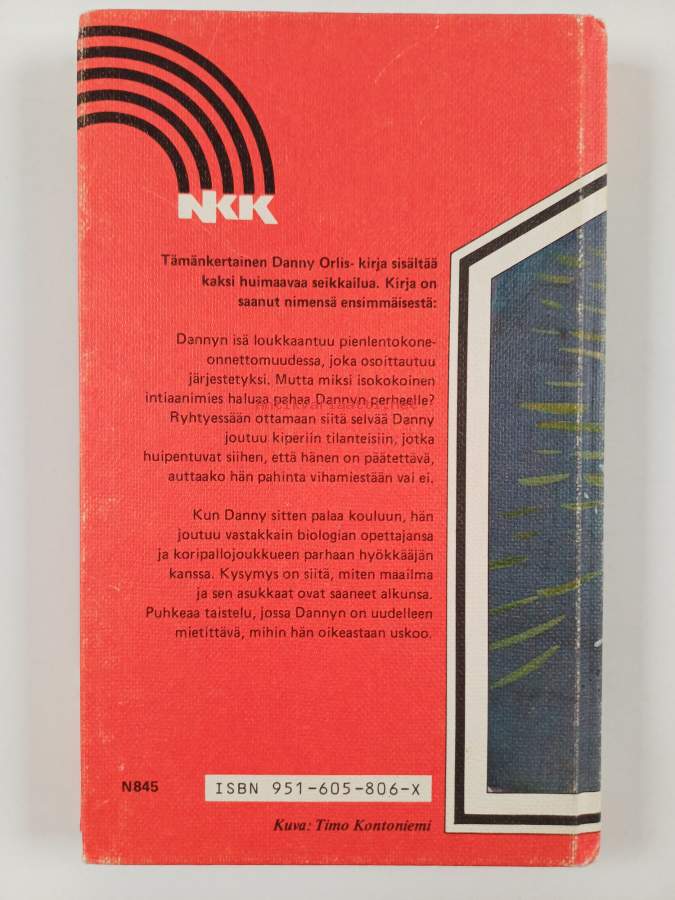 NKK
Tämänkertainen Danny Orlis- kirja sisältää
kaksi huimaavaa seikkailua. Kirja on
saanut nimensä ensimmäisestä:
Dannyn isä loukkaantuu pienlentokone-
onnettomuudessa, joka osoittautuu
järjestetyksi. Mutta miksi isokokoinen
intiaanimies haluaa pahaa Dannyn perheelle?
Ryhtyessään ottamaan siitä selvää Danny
joutuu kiperiin tilanteisiin, jotka
huipentuvat siihen, että hänen on päätettävä,
auttaako hän pahinta vihamiestään vai ei.
Kun Danny sitten palaa kouluun, hän
joutuu vastakkain biologian opettajansa
ja koripallojoukkueen parhaan hyökkääjän
kanssa. Kysymys on siitä, miten maailma
ja sen asukkaat ovat saaneet alkunsa.
Puhkeaa taistelu, jossa Dannyn on uudelleen
mietittävä, mihin hän oikeastaan uskoo.
N845
ISBN 951-605-806-X
Kuva: Timo Kontoniemi